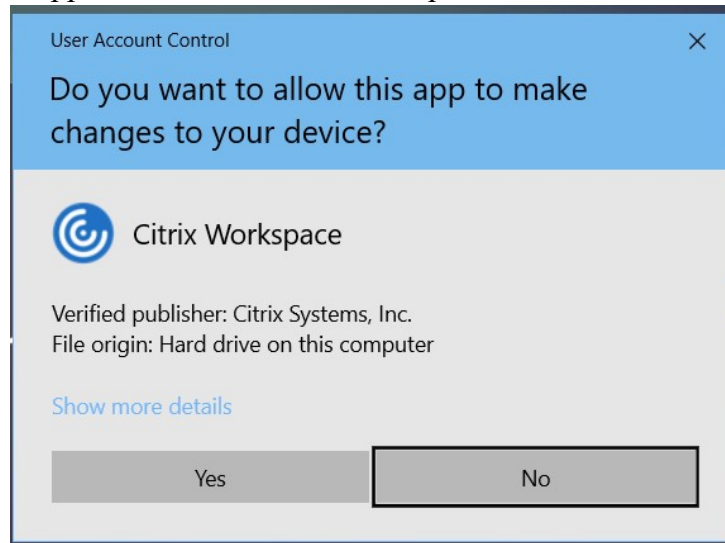 User Account Control
Do you want to allow this app to make
changes to your device?
Citrix Workspace
Verified publisher: Citrix Systems, Inc.
File origin: Hard drive on this computer
Show more details
Yes
No